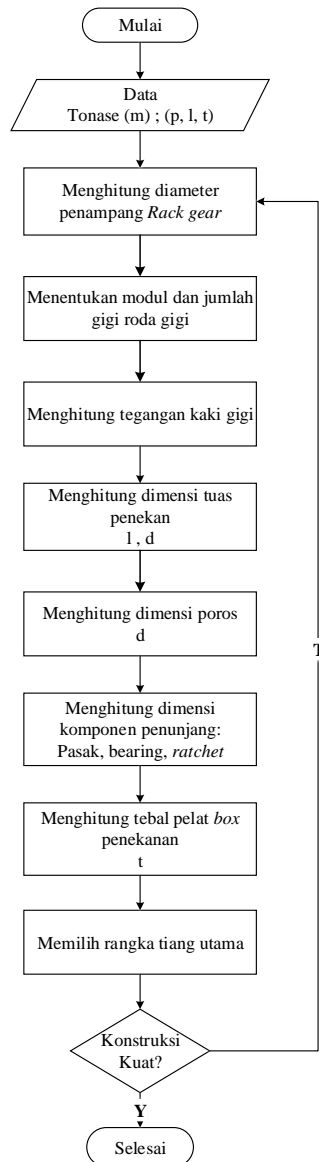 Mulai
Data
Tonase (m) ; (p, l, t)
Menghitung diameter
penampang Rack gear
Menentukan modul dan jumlah
gigi roda gigi
Menghitung tegangan kaki gigi
Menghitung dimensi tuas
penekan
l , d
Menghitung dimensi poros
d
T
Menghitung dimensi
komponen penunjang:
Pasak, bearing, ratchet
Menghitung tebal pelat box
penekanan
t
Memilih rangka tiang utama
Konstruksi
Kuat?
Y
Selesai